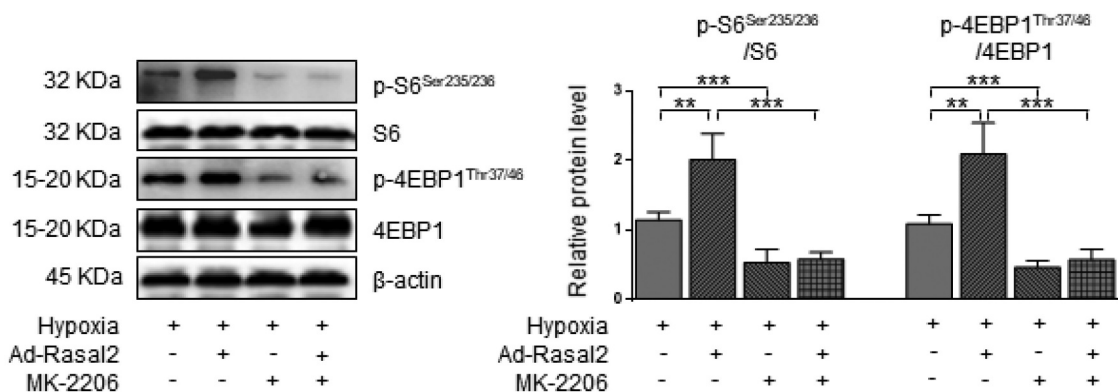 32 KDa p-S6Ser235/236
32 KDa S6
15-20 KDa p-4EBP1Thr37/46
15-20 KDa 4EBP1
45 KDa β-actin
Hypoxia + + + +
Ad-Rasal2 - + - +
MK-2206 - - + +
p-S6Ser235/236
/S6
p-4EBP1Thr37/46
/4EBP1
Relative protein level
3
2
1
0
*** ** ***
*** ** ***
Hypoxia + + + + + + + +
Ad-Rasal2 - + - + - + - +
MK-2206 - - + + - - + +